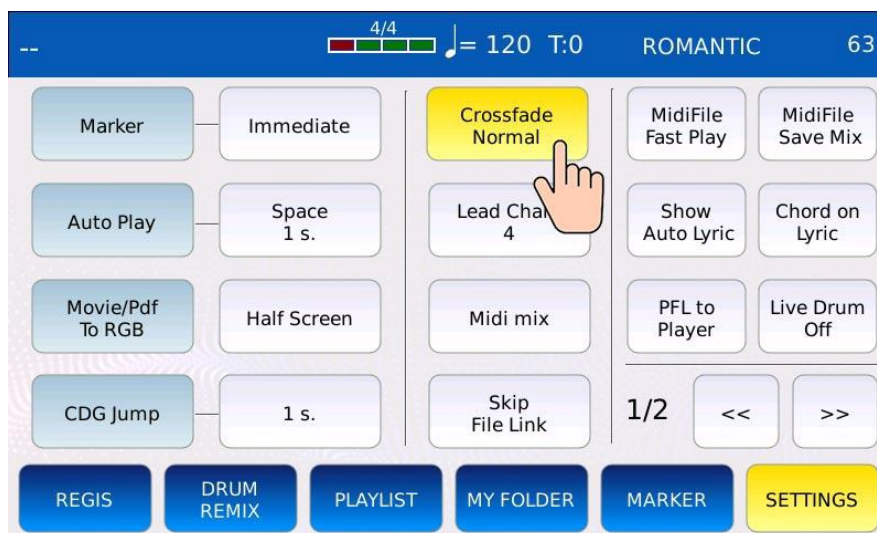 --
4/4
= 120 T:0
ROMANTIC
63
Marker
Immediate
Crossfade
Normal
MidiFile
Fast Play
MidiFile
Save Mix
Auto Play
Space
1 s.
Lead
4
Show
Auto Lyric
Chord on
Lyric
Movie/Pdf
To RGB
Half Screen
Midi mix
PFL to
Player
Live Drum
Off
CDG Jump
1 s.
Skip
File Link
1/2
<<
>>
REGIS
DRUM
REMIX
PLAYLIST
MY FOLDER
MARKER
SETTINGS